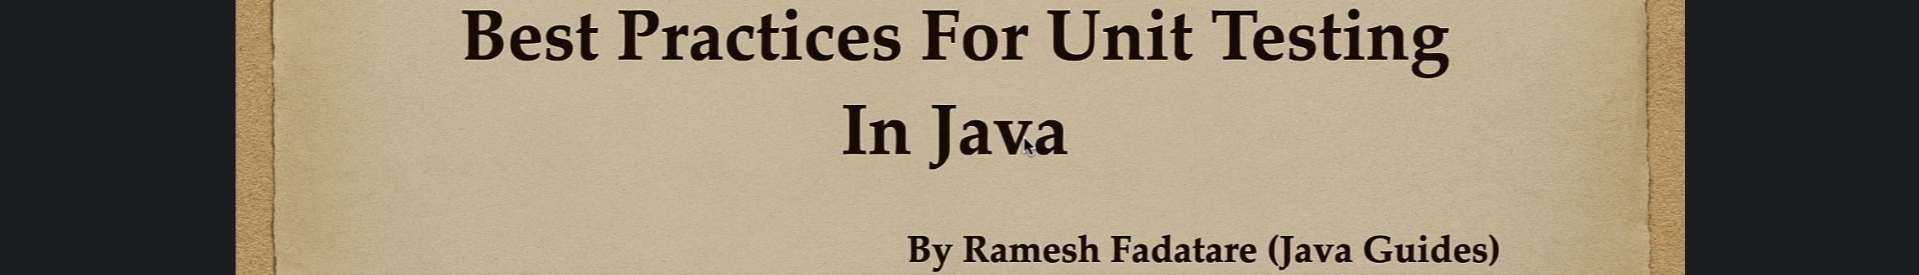 Best Practices For Unit Testing
In Java
By Ramesh Fadatare (Java Guides)